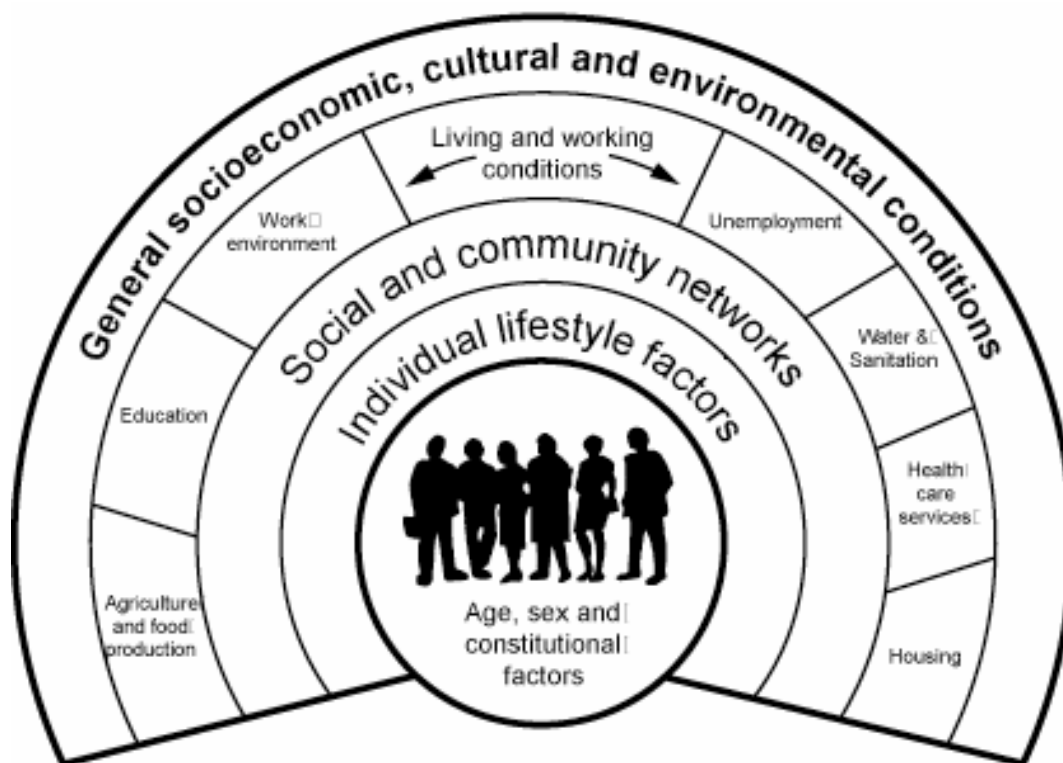 General socioeconomic, cultural and environmental conditions
Living and working
conditions
Work
environment
Unemployment
Education
Water &
Sanitation
Agriculture
and food
production
Health
care
services
Housing
Social and community networks
Individual lifestyle factors
Age, sex and
constitutional
factors